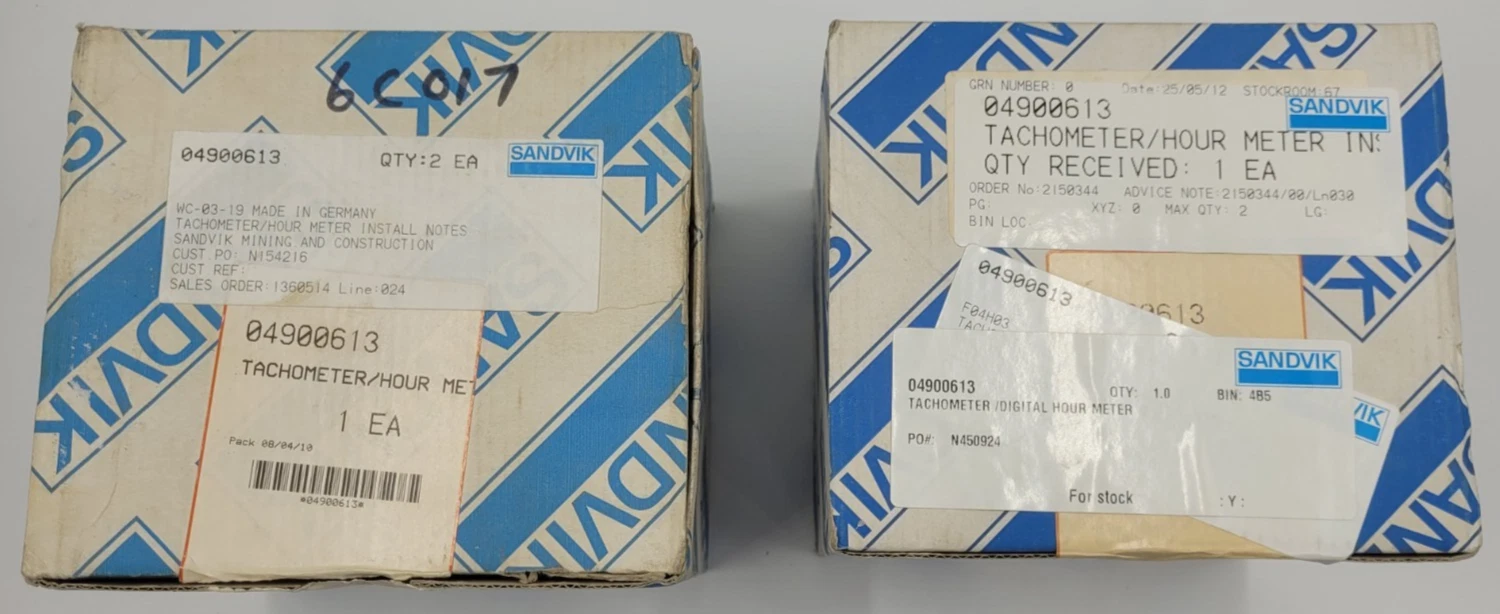 6C017
04900613 QTY:2 EA SANDVIK
WC-03-19 MADE IN GERMANY
TACHOMETER/HOUR METER INSTALL NOTES
SANDVIK MINING AND CONSTRUCTION
CUST PO: N154216
CUST REF:
SALES ORDER:1360514 Line:024
04900613
TACHOMETER/HOUR MET
1 EA
Pack 08/04/10
*04900613*
SANDVIK
GRN NUMBER: 0 Date:25/05/12 STOCKROOM:67
04900613 SANDVIK
TACHOMETER/HOUR METER INS
QTY RECEIVED: 1 EA
ORDER No:2150344 ADVICE NOTE:2150344/00/Ln030
PG: XYZ: 0 MAX QTY: 2 LG:
BIN LOC
04900613
F04H03
0613
SANDVIK
04900613 QTY: 1.0 BIN: 4B5
TACHOMETER /DIGITAL HOUR METER
PO#: N450924
For stock :Y: